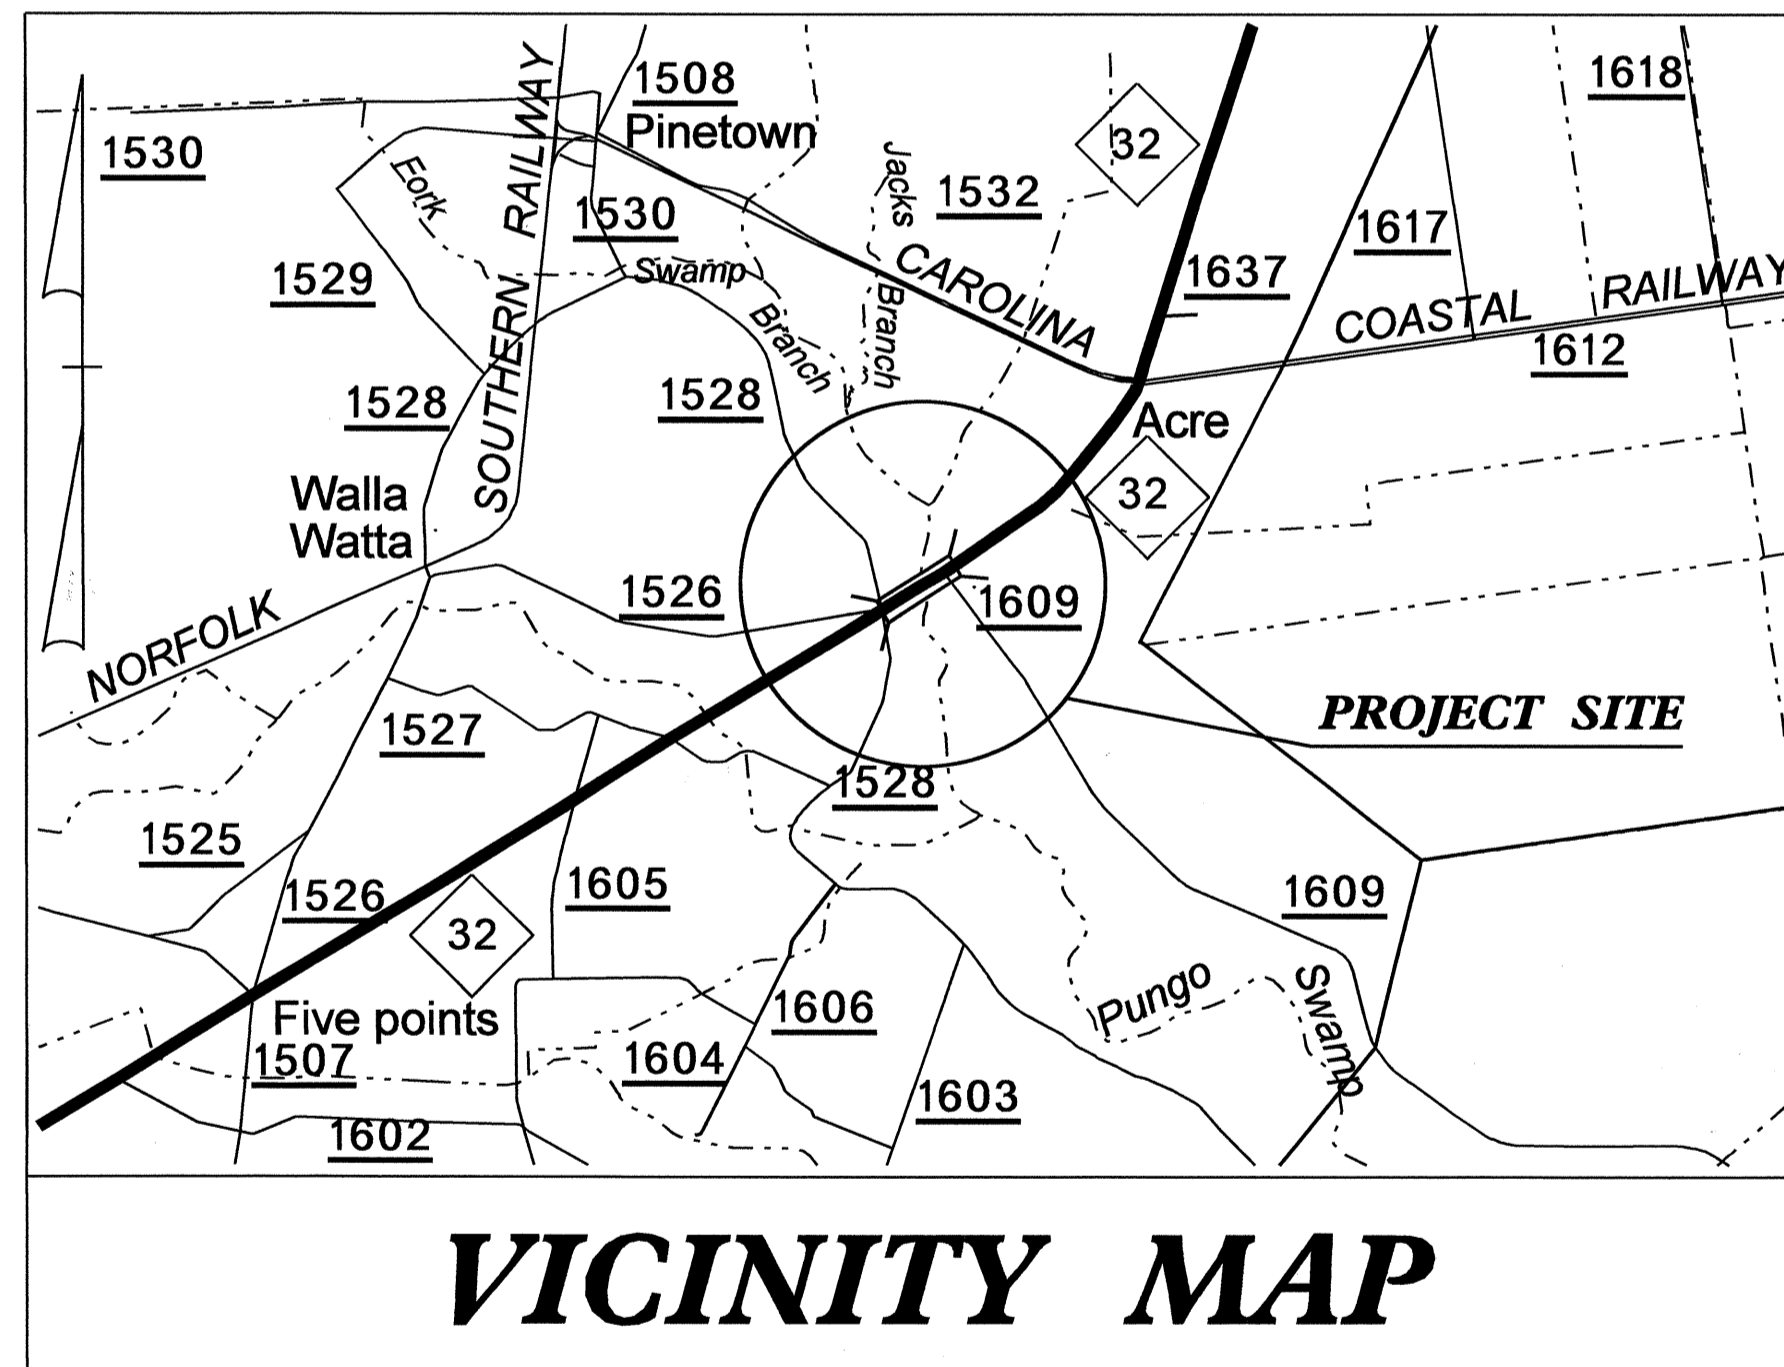 1508
1618
Pinetown
32
1530
Jacks
1532
Fork
1530
1617
RAILWAY
CAROLINA
1637
Swamp
1529
COASTAL
RAILWAY
Branch
Branch
1612
SOUTHERN
1528
1528
Acre
32
Walla
Watta
1526
1609
NORFOLK
PROJECT SITE
1527
1528
1525
1526
1605
1609
32
Pungo
Swamp
Five points
1606
1507
1604
1603
1602
VICINITY MAP